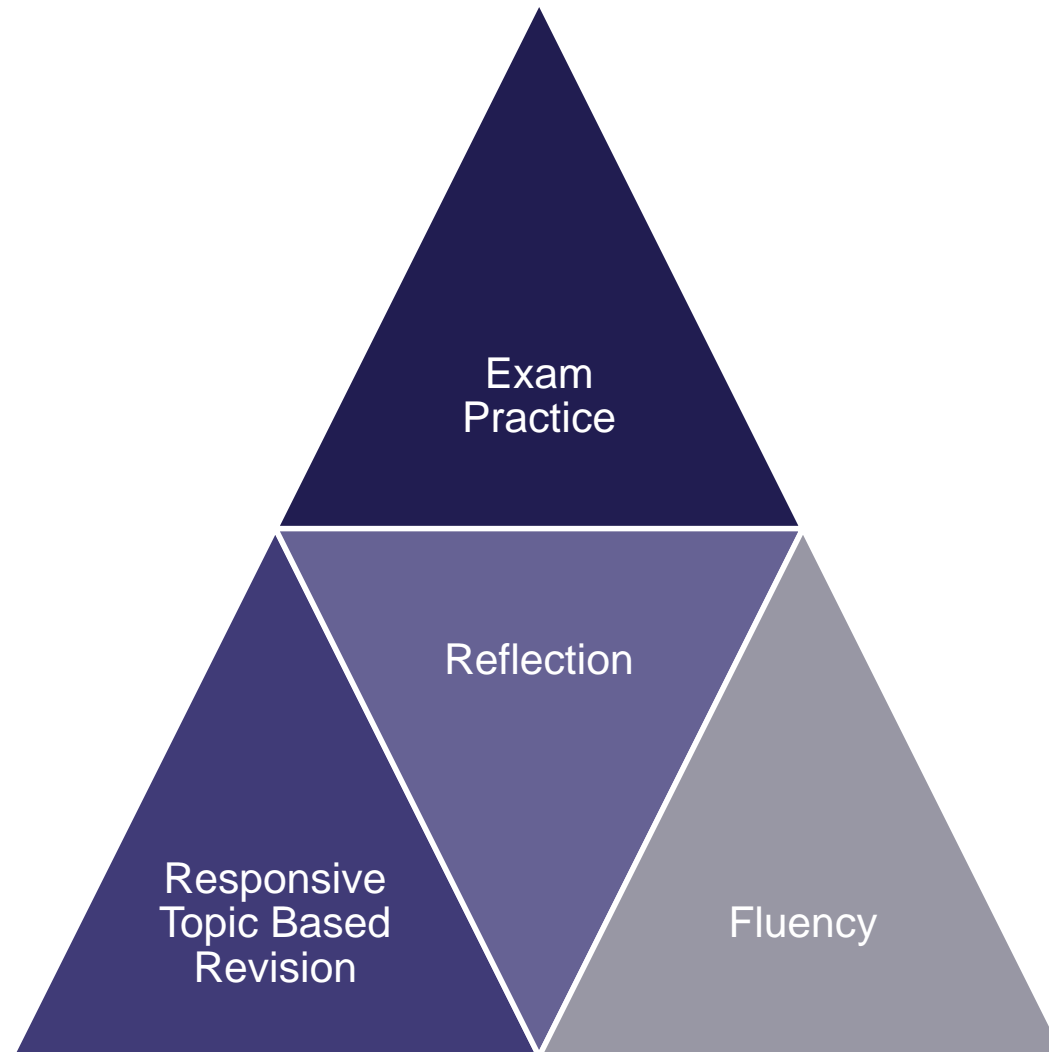 Exam
Practice
Reflection
Responsive
Topic Based
Revision
Fluency